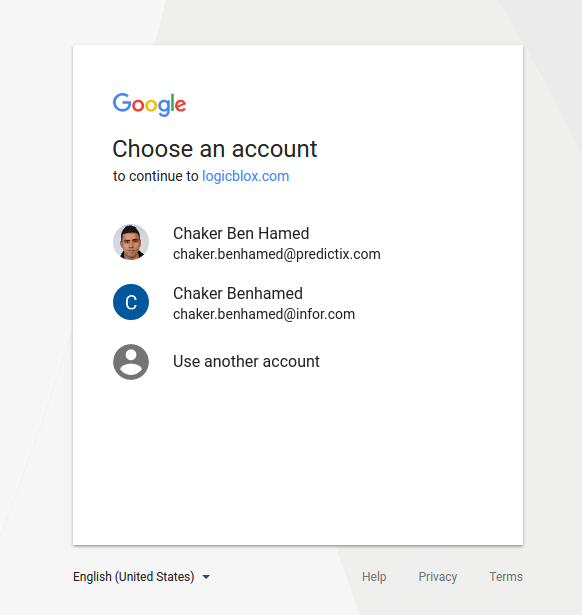 Google
Choose an account
to continue to logicblox.com
Chaker Ben Hamed
chaker.benhamed@predictix.com
C
Chaker Benhamed
chaker.benhamed@infor.com
Use another account
English (United States)
Help Privacy Terms